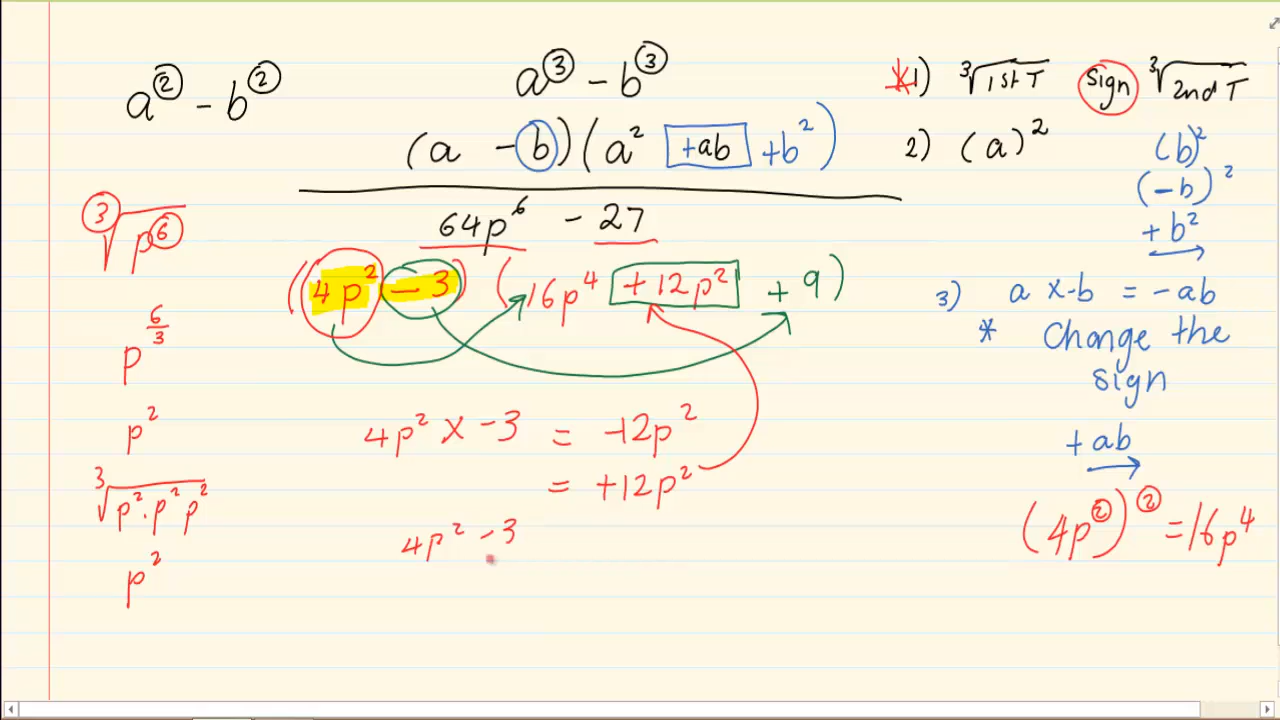 a² - b²
a³ - b³
(a - b)(a² +ab +b²)
64p⁶ - 27
(4p² - 3) (16p⁴ +12p² + 9)
4p² x -3 = -12p²
= +12p²
4p² - 3
∛p⁶
p^(6/3)
p²
∛p².p² p²
p²
*1) ∛1st T sign ∛2nd T
2) (a)² (b)²
(-b)²
+b²
3) a x -b = -ab
* Change the
sign
+ab
(4p²)² = 16p⁴